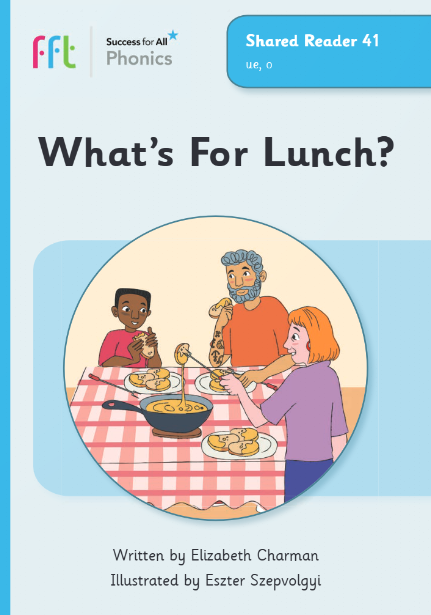 fft
Success for All
Phonics
Shared Reader 41
ue, o
What's For Lunch?
Written by Elizabeth Charman
Illustrated by Eszter Szepvolgyi